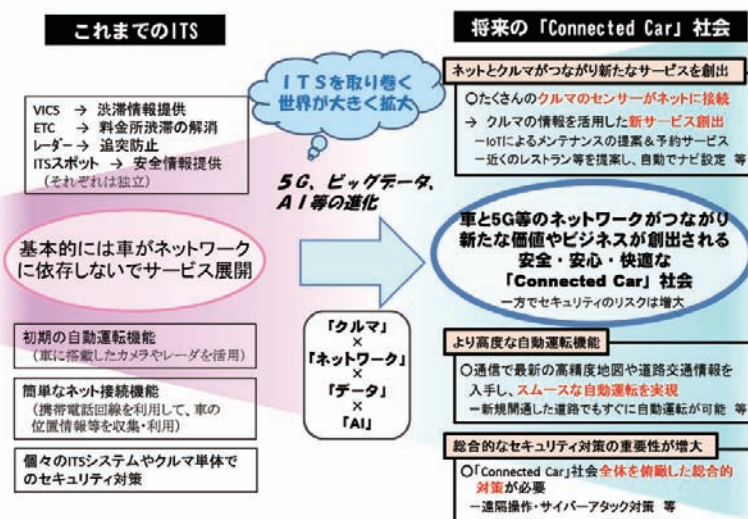 これまでのITS
VICS → 渋滞情報提供
ETC → 料金所渋滞の解消
レーダー→ 追突防止
ITSスポット → 安全情報提供
（それぞれは独立）
基本的には車がネットワーク
に依存しないでサービス展開
初期の自動運転機能
（車に搭載したカメラやレーダを活用）
簡単なネット接続機能
（携帯電話回線を利用して、車の
位置情報等を収集・利用）
個々のITSシステムやクルマ単体で
のセキュリティ対策
ITSを取り巻く
世界が大きく拡大
5G、ビッグデータ、
AI等の進化
「クルマ」
×
「ネットワーク」
×
「データ」
×
「AI」
将来の「Connected Car」社会
ネットとクルマがつながり新たなサービスを創出
○たくさんのクルマのセンサーがネットに接続
→ クルマの情報を活用した新サービス創出
－IoTによるメンテナンスの提案＆予約サービス
－近くのレストラン等を提案し、自動でナビ設定 等
車と5G等のネットワークがつながり
新たな価値やビジネスが創出される
安全・安心・快適な
「Connected Car」社会
一方でセキュリティのリスクは増大
より高度な自動運転機能
○通信で最新の高精度地図や道路交通情報を
入手し、スムースな自動運転を実現
－新規開通した道路でもすぐに自動運転が可能 等
総合的なセキュリティ対策の重要性が増大
○「Connected Car」社会全体を俯瞰した総合的
対策が必要
－遠隔操作・サイバーアタック対策 等